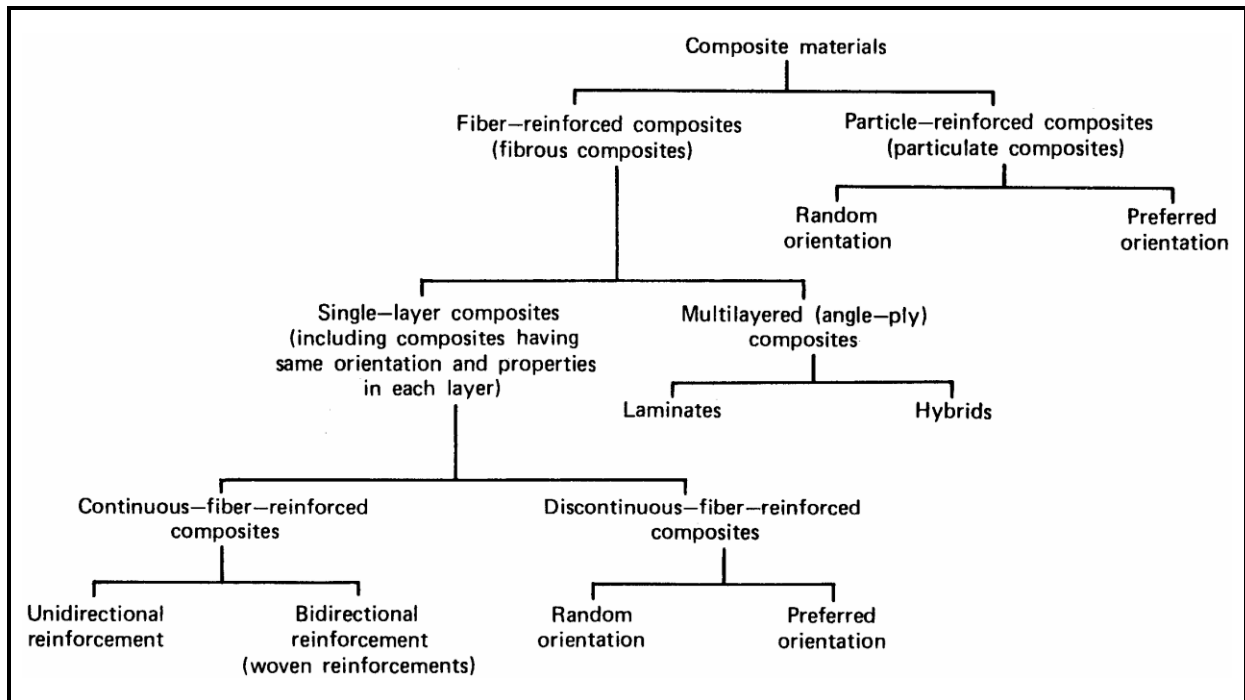 Composite materials
Fiber—reinforced composites
(fibrous composites)
Particle—reinforced composites
(particulate composites)
Random
orientation
Preferred
orientation
Single—layer composites
(including composites having
same orientation and properties
in each layer)
Multilayered (angle—ply)
composites
Laminates
Hybrids
Continuous—fiber—reinforced
composites
Discontinuous—fiber—reinforced
composites
Unidirectional
reinforcement
Bidirectional
reinforcement
(woven reinforcements)
Random
orientation
Preferred
orientation